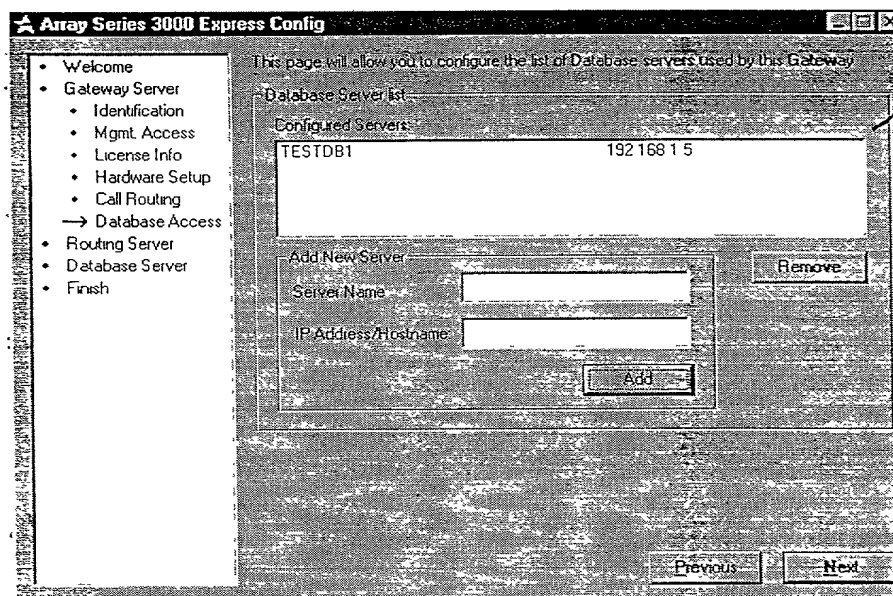 Array Series 3000 Express Config
Welcome
Gateway Server
Identification
Mgmt. Access
License Info
Hardware Setup
Call Routing
Database Access
Routing Server
Database Server
Finish
This page will allow you to configure the list of Database servers used by this Gateway
Database Server list
Configured Servers:
TESTDB1 192 168 1 5
Add New Server
Server Name
IP Address/Hostname
Add
Remove
Previous
Next